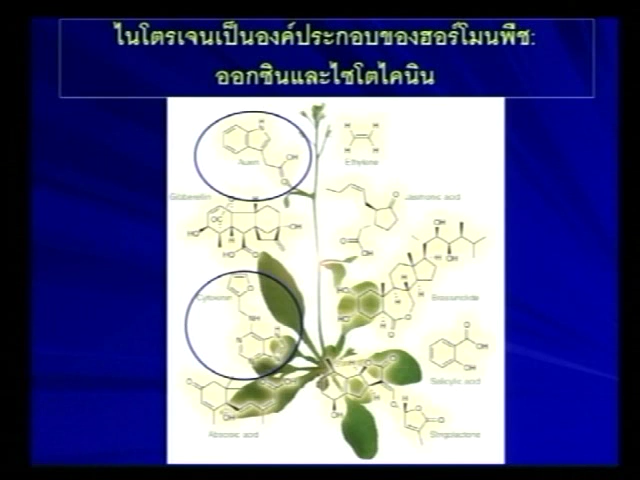 ไนโตรเจนเป็นองค์ประกอบของฮอร์โมนพืช:
ออกซินและไซโตไคนิน
Auxin
Ethylene
Gibberellin
Jasmonic acid
Cytokinin
Brassinolide
Salicylic acid
Abscisic acid
Strigolactone